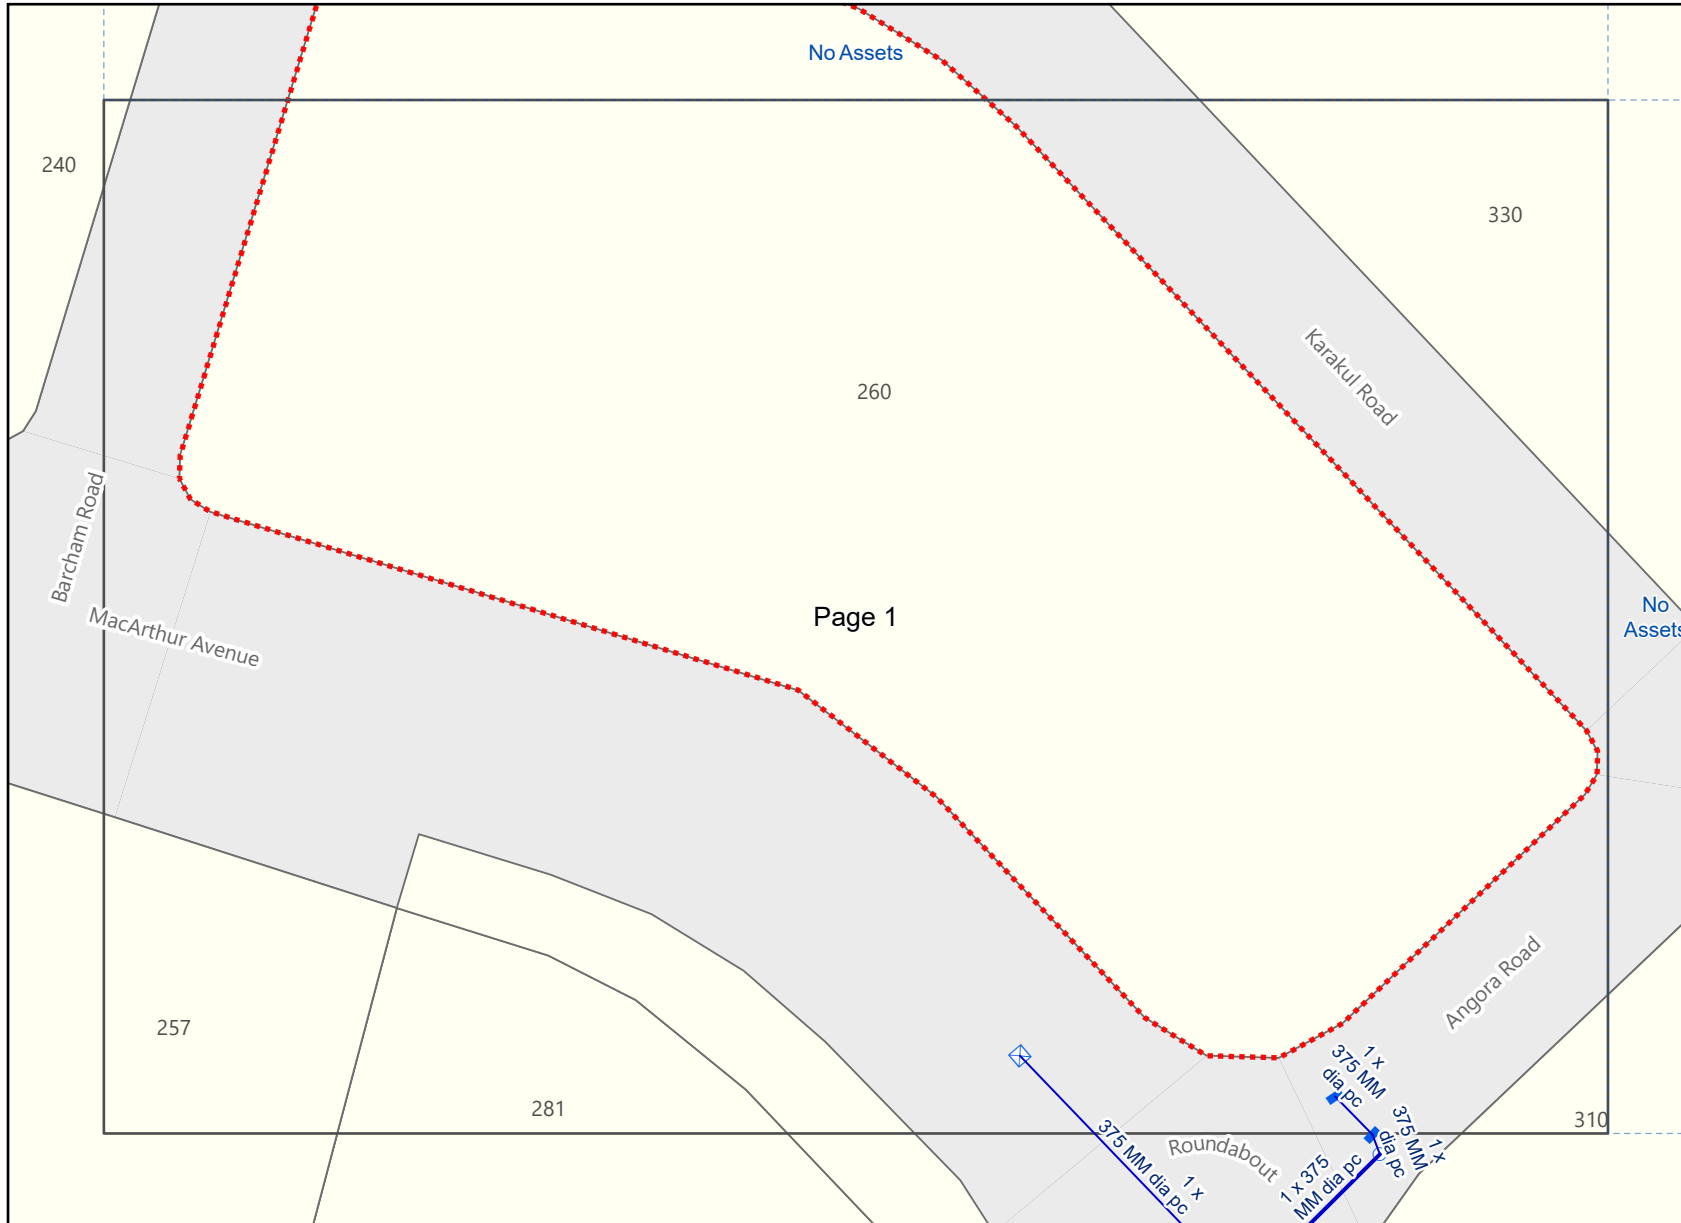 No Assets
240
330
Karakul Road
260
Barcham Road
No
Assets
Page 1
MacArthur Avenue
Angora Road
257
281
310
1 x
375 MM
dia pc
1 x
375 MM
dia pc
Roundabout
375 MM dia pc
1 x
1 x 375
MM dia pc